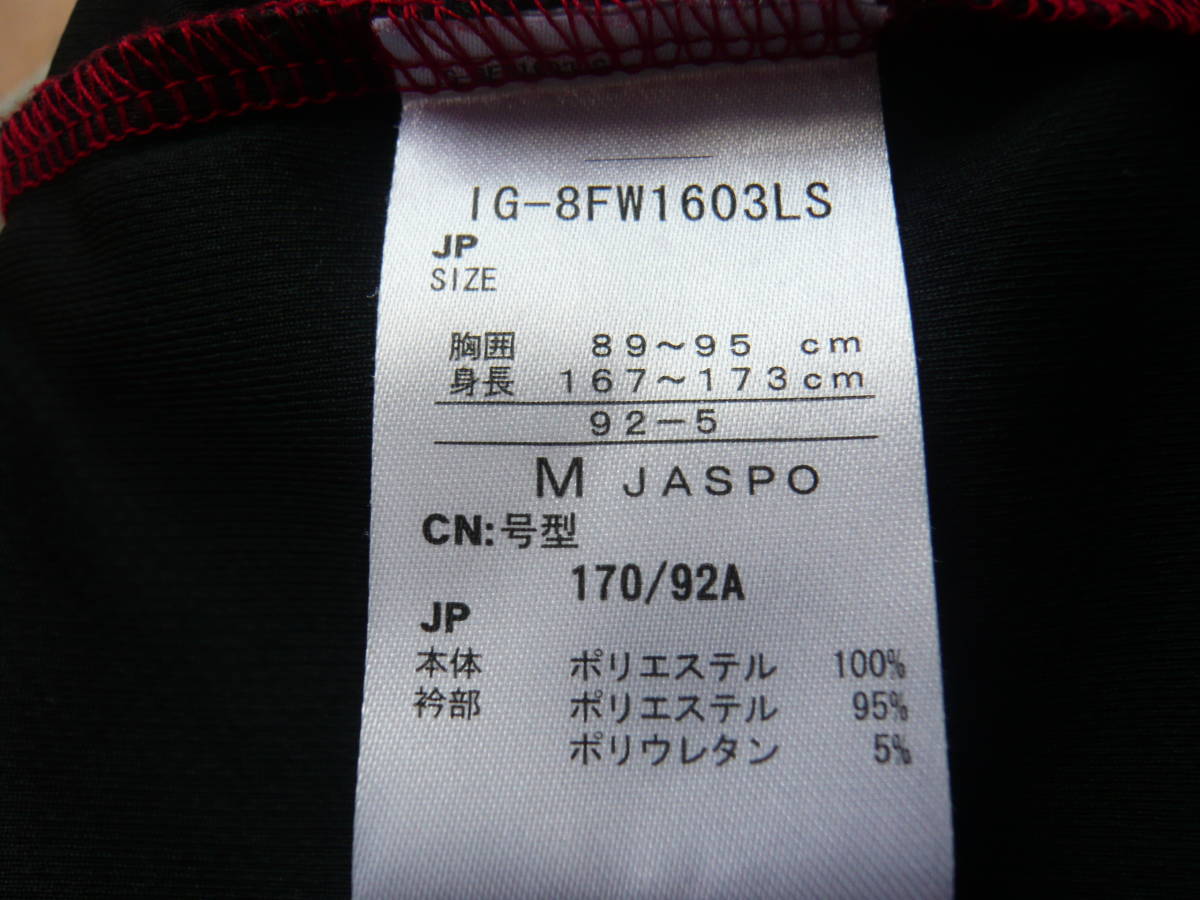 IG-8FW1603LS
JP
SIZE
胸囲 89～95 cm
身長 167～173cm
92－5
M JASPO
CN:号型
170/92A
JP
本体 ポリエステル 100%
衿部 ポリエステル 95%
ポリウレタン 5%